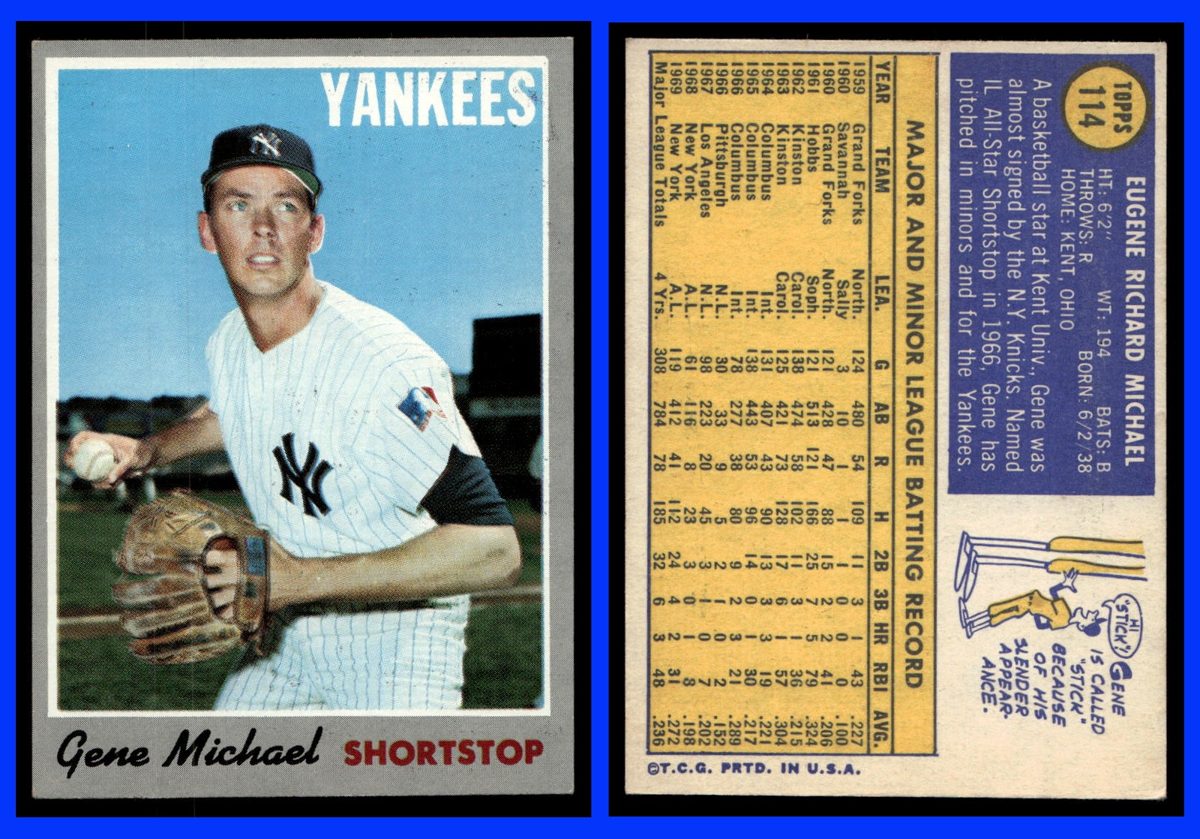 YANKEES
NY
NY
Gene Michael SHORTSTOP
TOPPS
114
EUGENE RICHARD MICHAEL
HT: 6'2" WT: 194 BATS: B
THROWS: R BORN: 6/2/38
HOME: KENT, OHIO
A basketball star at Kent Univ., Gene was
almost signed by the N.Y. Knicks. Named
IL All-Star Shortstop in 1966, Gene has
pitched in minors and for the Yankees.
HI
"STICK"!
GENE
IS CALLED
"STICK"
BECAUSE
OF HIS
SLENDER
APPEAR-
ANCE.
MAJOR AND MINOR LEAGUE BATTING RECORD
YEAR TEAM LEA. G AB R H 2B 3B HR RBI AVG.
1959 Grand Forks North. 124 480 54 109 11 3 1 43 .227
1960 Savannah Sally 3 10 1 1 0 0 0 .100
1960 Grand Forks North. 121 428 47 88 15 2 2 41 .206
1961 Hobbs Soph. 121 513 121 166 25 7 5 79 .324
1962 Kinston Carol. 138 474 58 102 11 3 1 36 .215
1963 Kinston Carol. 125 421 73 128 17 6 1 57 .304
1964 Columbus Int. 131 407 43 90 13 1 3 19 .221
1965 Columbus Int. 138 443 53 96 14 0 3 30 .217
1966 Columbus Int. 78 277 38 80 9 2 3 21 .289
1966 Pittsburgh N.L. 30 33 9 5 2 1 0 2 .152
1967 Los Angeles N.L. 98 223 20 45 3 1 0 7 .202
1968 New York A.L. 61 116 8 23 3 0 1 8 .198
1969 New York A.L. 119 412 41 112 24 4 2 31 .272
Major League Totals 4 Yrs. 308 784 78 185 32 6 3 48 .236
©T.C.G. PRTD. IN U.S.A.